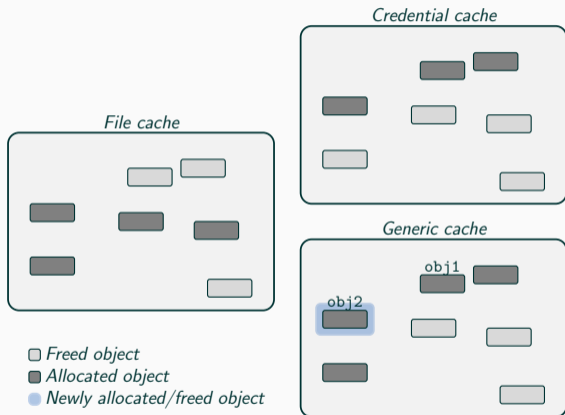 Credential cache
File cache
Generic cache
obj1
obj2
Freed object
Allocated object
Newly allocated/freed object